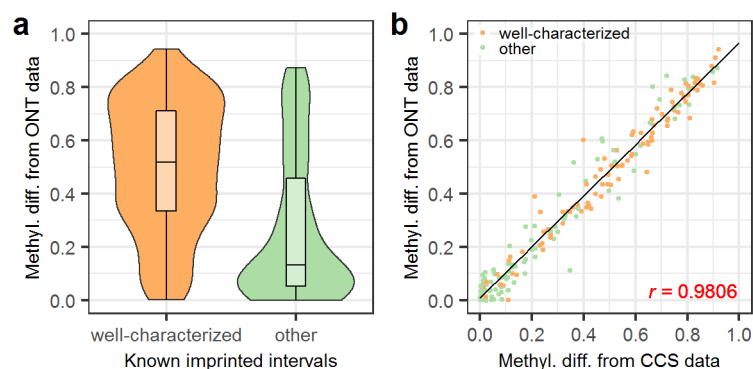 a
Methyl. diff. from ONT data
1.0
0.8
0.6
0.4
0.2
0.0
well-characterized other
Known imprinted intervals
b
Methyl. diff. from ONT data
1.0
0.8
0.6
0.4
0.2
0.0
well-characterized
other
r = 0.9806
0.0 0.2 0.4 0.6 0.8 1.0
Methyl. diff. from CCS data